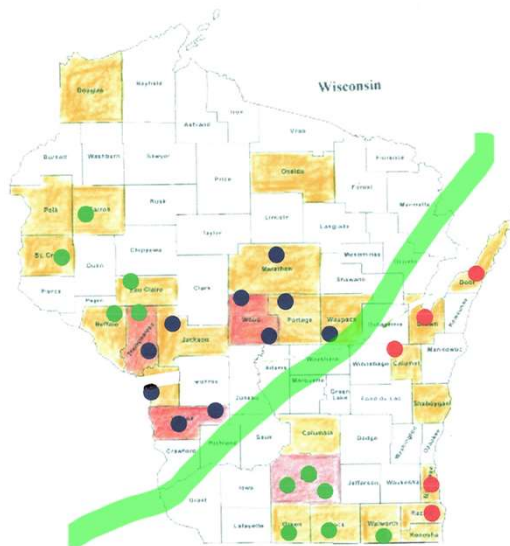 Wisconsin
Douglas
Bayfield
Iron
Ashland
Vilas
Burnett
Washburn
Sawyer
Florence
Oneida
Price
Forest
Polk
Barron
Rusk
Marinette
Lincoln
Langlade
Taylor
Oconto
St. Croix
Dunn
Chippewa
Menominee
Marathon
Door
Clark
Shawano
Pierce
Pepin
Eau Claire
Wood
Portage
Waupaca
Buffalo
Trempealeau
Jackson
Outagamie
Brown
Kewaunee
Adams
Waushara
Winnebago
Calumet
Manitowoc
Monroe
Juneau
Marquette
Green
Lake
Fond du Lac
Sheboygan
Crawford
Richland
Sauk
Columbia
Dodge
Washington
Ozaukee
Grant
Iowa
Jefferson
Waukesha
Lafayette
Green
Rock
Walworth
Kenosha